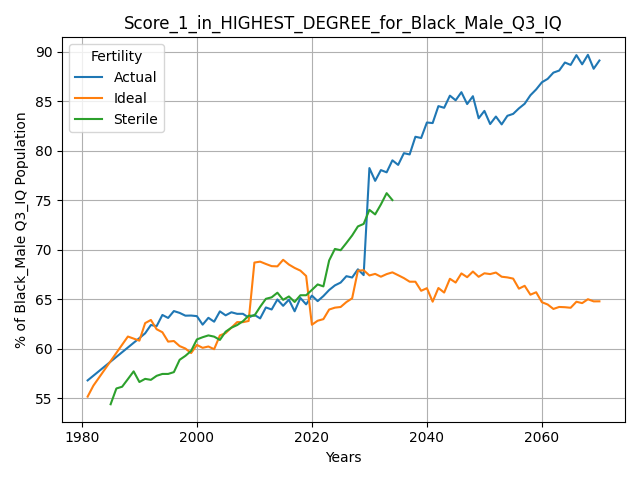 Score_1_in_HIGHEST_DEGREE_for_Black_Male_Q3_IQ
Fertility
Actual
Ideal
Sterile
% of Black_Male Q3_IQ Population
90
85
80
75
70
65
60
55
1980
2000
2020
2040
2060
Years